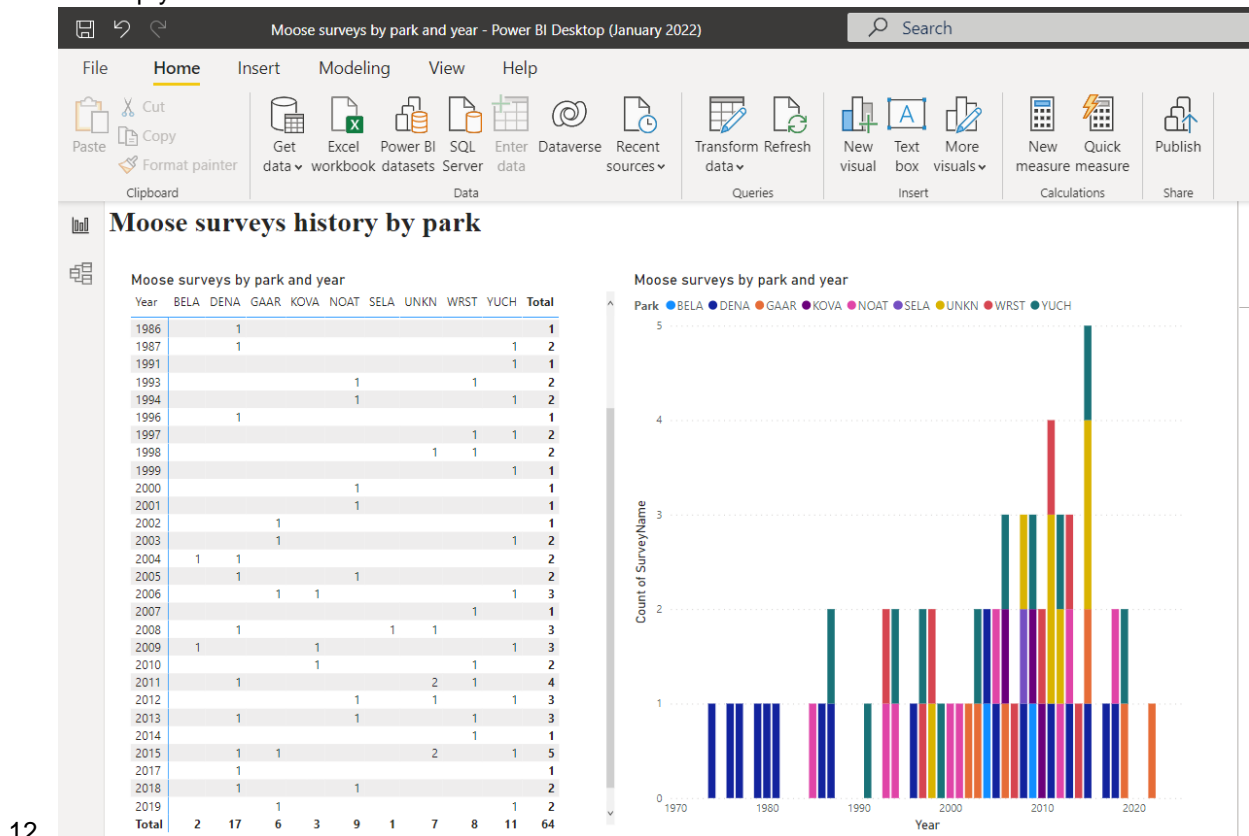 Moose surveys by park and year - Power BI Desktop (January 2022)
Search
File Home Insert Modeling View Help
Paste
Cut
Copy
Format painter
Clipboard
Get data
Excel workbook
Power BI datasets
SQL Server
Enter data
Dataverse
Recent sources
Data
Transform data
Refresh
Queries
New visual
Text box
More visuals
Insert
New measure
Quick measure
Calculations
Publish
Share
Moose surveys history by park
Moose surveys by park and year
Year BELA DENA GAAR KOVA NOAT SELA UNKN WRST YUCH Total
1986 1 1
1987 1 1 2
1991 1 1
1993 1 1 2
1994 1 1 2
1996 1 1
1997 1 1 2
1998 1 1 2
1999 1 1
2000 1 1
2001 1 1
2002 1 1
2003 1 1 2
2004 1 1 2
2005 1 1 2
2006 1 1 1 3
2007 1 1
2008 1 1 1 3
2009 1 1 1 3
2010 1 1 2
2011 1 2 1 4
2012 1 1 1 3
2013 1 1 1 3
2014 1 1
2015 1 1 2 1 5
2017 1 1
2018 1 1 2
2019 1 1 2
Total 2 17 6 3 9 1 7 8 11 64
Moose surveys by park and year
Park BELA DENA GAAR KOVA NOAT SELA UNKN WRST YUCH
5
4
3
2
1
0
Count of SurveyName
1970 1980 1990 2000 2010 2020
Year
12